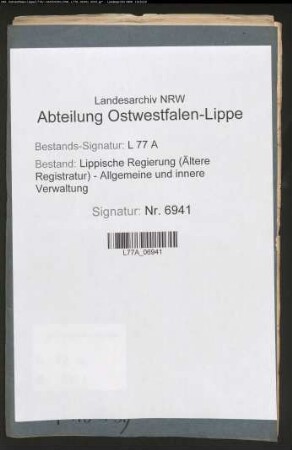 Landesarchiv NRW
Abteilung Ostwestfalen-Lippe
Bestands-Signatur: L 77 A
Bestand: Lippische Regierung (Ältere
Registratur) - Allgemeine und innere
Verwaltung
Signatur: Nr. 6941
L77A_06941